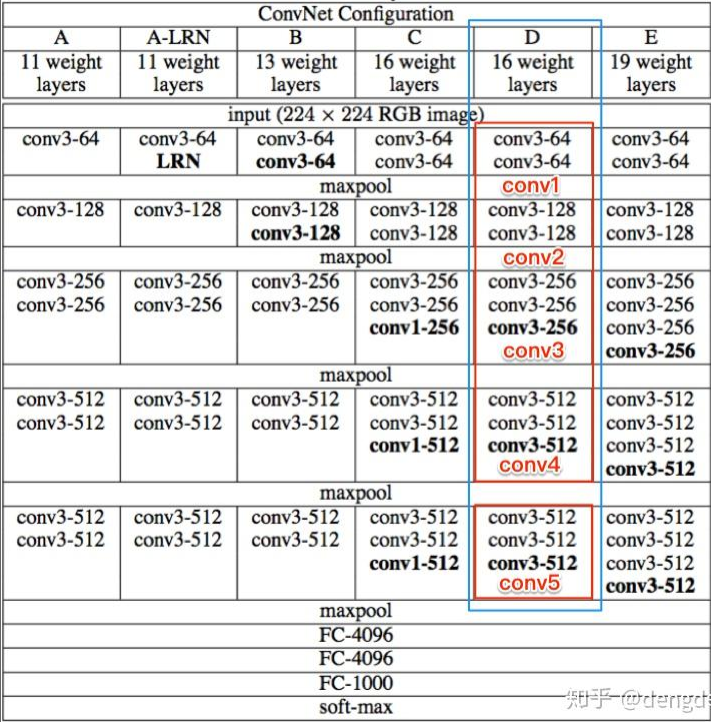 ConvNet Configuration
A A-LRN B C D E
11 weight layers 11 weight layers 13 weight layers 16 weight layers 16 weight layers 19 weight layers
input (224 × 224 RGB image)
conv3-64 conv3-64 conv3-64 conv3-64 conv3-64 conv3-64
LRN conv3-64 conv3-64 conv3-64 conv3-64
maxpool conv1
conv3-128 conv3-128 conv3-128 conv3-128 conv3-128 conv3-128
conv3-128 conv3-128 conv3-128 conv3-128
maxpool conv2
conv3-256 conv3-256 conv3-256 conv3-256 conv3-256 conv3-256
conv3-256 conv3-256 conv3-256 conv3-256 conv3-256 conv3-256
conv1-256 conv3-256 conv3-256
conv3 conv3-256
maxpool
conv3-512 conv3-512 conv3-512 conv3-512 conv3-512 conv3-512
conv3-512 conv3-512 conv3-512 conv3-512 conv3-512 conv3-512
conv1-512 conv3-512 conv3-512
conv4 conv3-512
maxpool
conv3-512 conv3-512 conv3-512 conv3-512 conv3-512 conv3-512
conv3-512 conv3-512 conv3-512 conv3-512 conv3-512 conv3-512
conv1-512 conv3-512 conv3-512
conv5 conv3-512
maxpool
FC-4096
FC-4096
FC-1000
soft-max
知乎